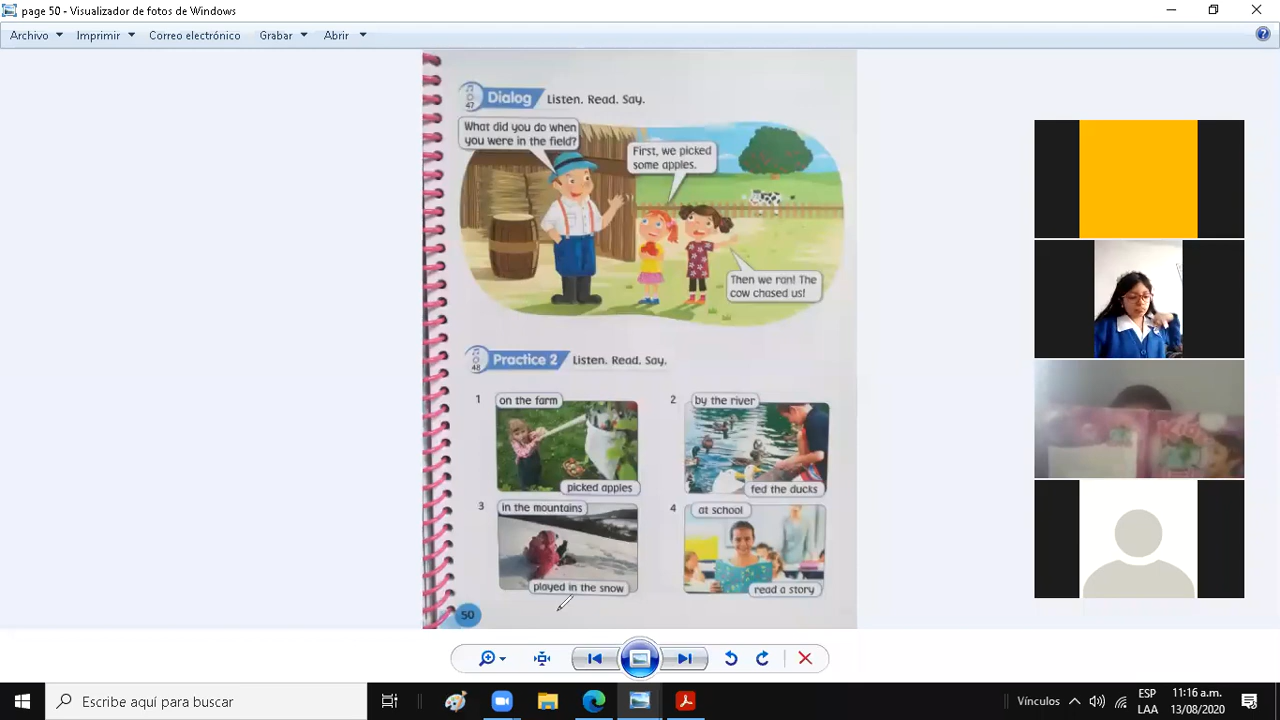 page 50 - Visualizador de fotos de Windows
Archivo Imprimir Correo electrónico Grabar Abrir
47
Dialog Listen. Read. Say.
What did you do when
you were in the field?
First, we picked
some apples.
Then we ran! The
cow chased us!
48
Practice 2 Listen. Read. Say.
1 on the farm
picked apples
2 by the river
fed the ducks
3 in the mountains
played in the snow
4 at school
read a story
50
Escribe aquí para buscar
Vínculos
ESP
LAA
11:16 a.m.
13/08/2020